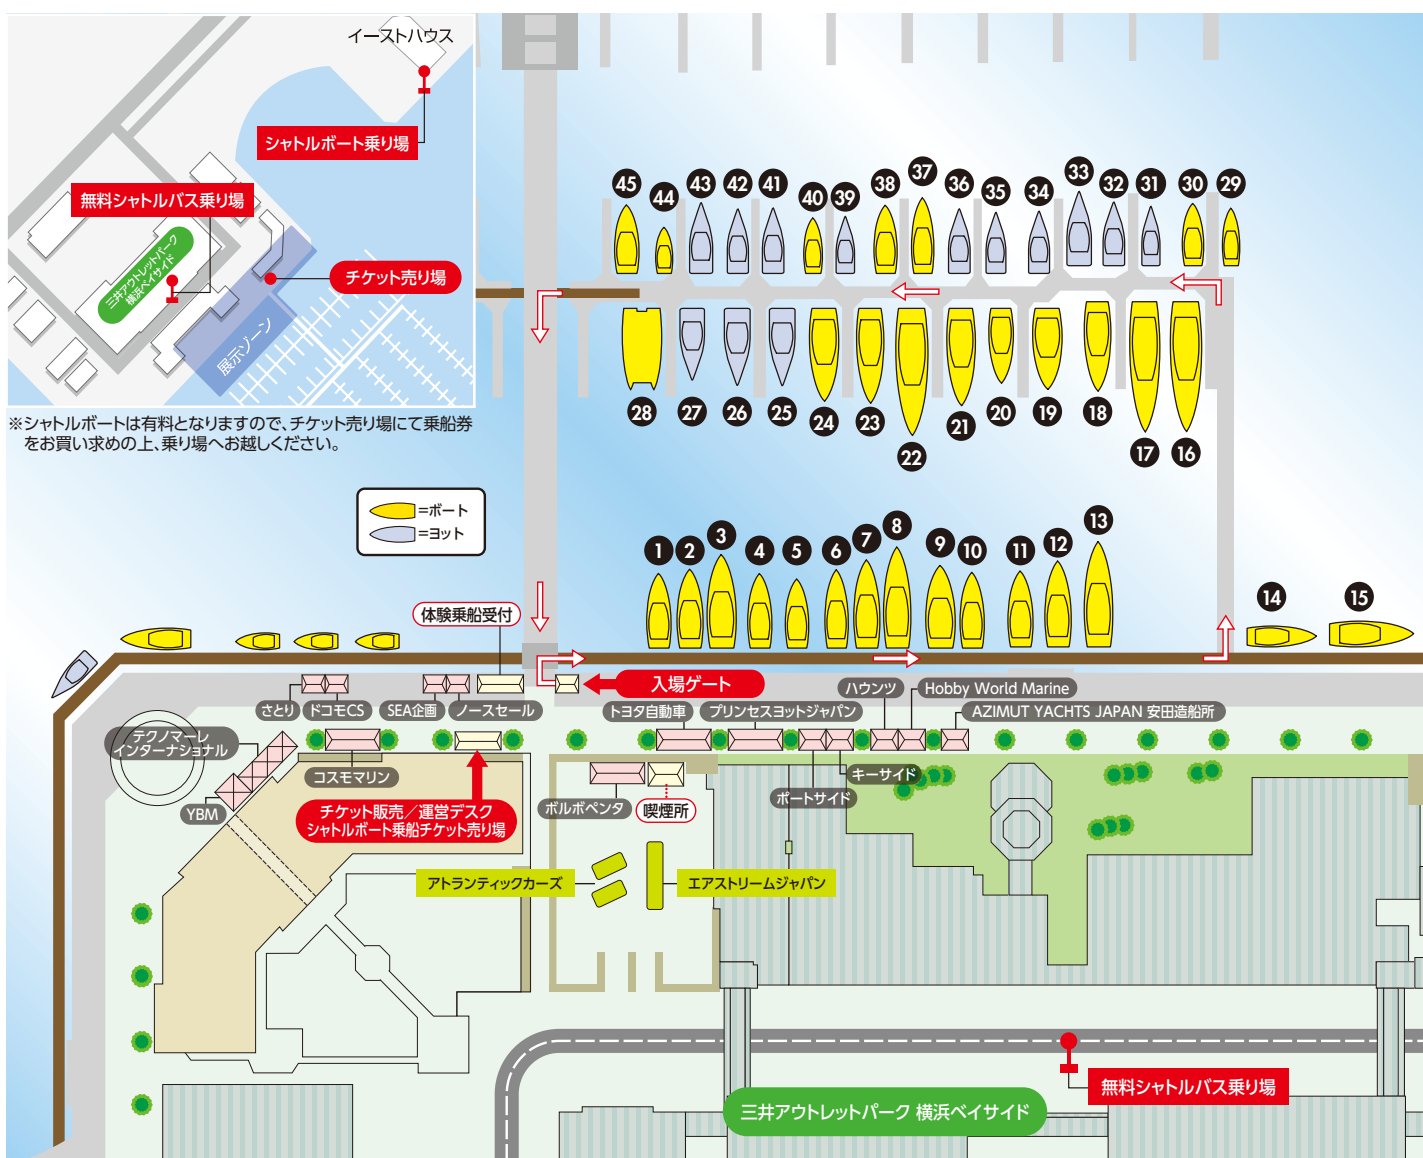 イーストハウス
シャトルボート乗り場
無料シャトルバス乗り場
三井アウトレットパーク
横浜ベイサイド
チケット売り場
展示ゾーン
※シャトルボートは有料となりますので、チケット売り場にて乗船券
をお買い求めの上、乗り場へお越しください。
=ボート
=ヨット
45
44
43
42
41
40
39
38
37
36
35
34
33
32
31
30
29
28
27
26
25
24
23
22
21
20
19
18
17
16
1
2
3
4
5
6
7
8
9
10
11
12
13
14
15
体験乗船受付
入場ゲート
さとり
ドコモCS
SEA企画
ノースセール
トヨタ自動車
プリンセスヨットジャパン
ハウンツ
Hobby World Marine
AZIMUT YACHTS JAPAN 安田造船所
テクノマーレ
インターナショナル
コスモマリン
YBM
チケット販売/運営デスク
シャトルボート乗船チケット売り場
ボルボペンタ
喫煙所
ポートサイド
キーサイド
アトランティックカーズ
エアストリームジャパン
無料シャトルバス乗り場
三井アウトレットパーク 横浜ベイサイド